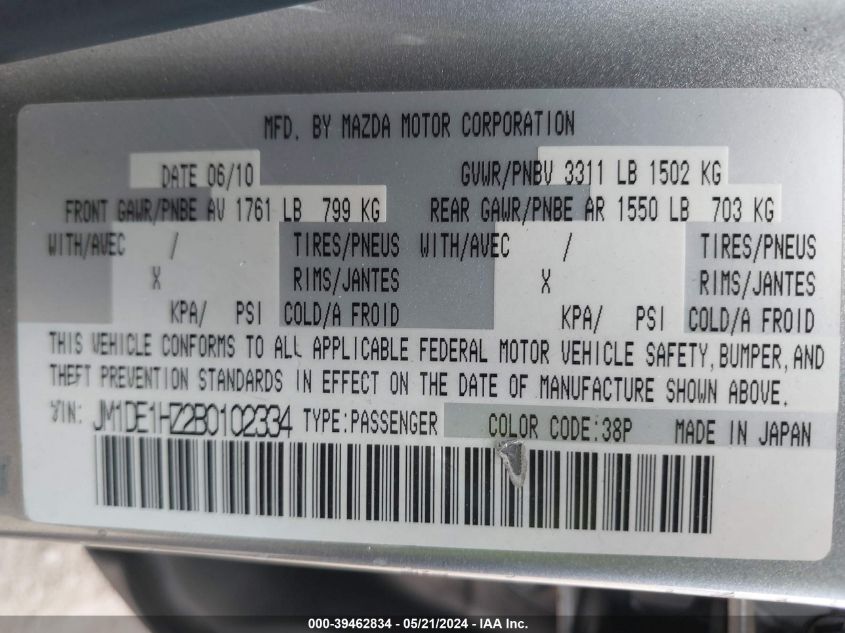 MFD. BY MAZDA MOTOR CORPORATION
DATE 06/10 GVWR/PNBV 3311 LB 1502 KG
FRONT GAWR/PNBE AV 1761 LB 799 KG REAR GAWR/PNBE AR 1550 LB 703 KG
WITH/AVEC / TIRES/PNEUS WITH/AVEC / TIRES/PNEUS
X RIMS/JANTES X RIMS/JANTES
KPA/ PSI COLD/A FROID KPA/ PSI COLD/A FROID
THIS VEHICLE CONFORMS TO ALL APPLICABLE FEDERAL MOTOR VEHICLE SAFETY, BUMPER, AND
THEFT PREVENTION STANDARDS IN EFFECT ON THE DATE OF MANUFACTURE SHOWN ABOVE.
VIN: JM1DE1HZ2B0102334 TYPE:PASSENGER COLOR CODE:38P MADE IN JAPAN
000-39462834 - 05/21/2024 - IAA Inc.